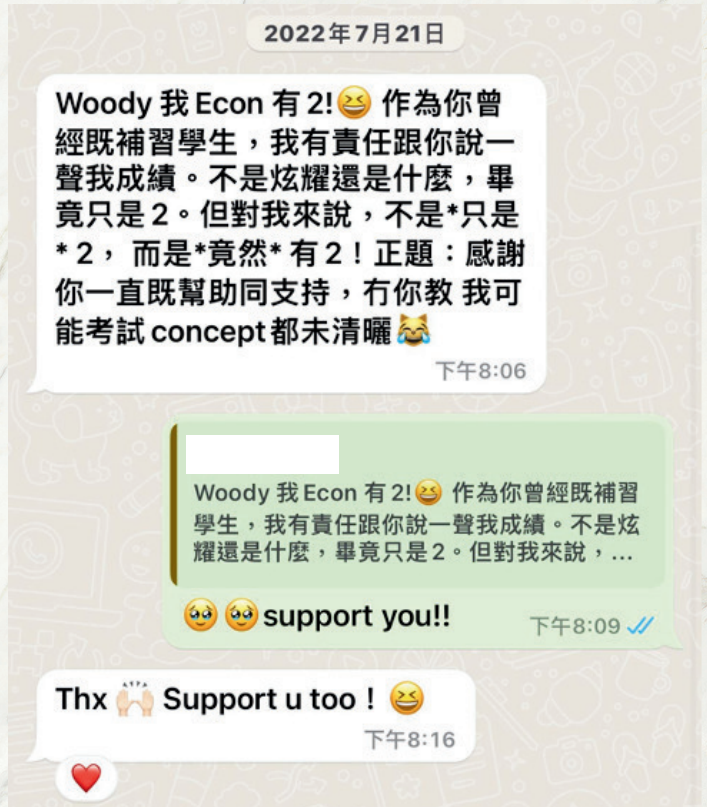 2022年7月21日
Woody 我 Econ 有 2!😆 作為你曾
經既補習學生，我有責任跟你說一
聲我成績。不是炫耀還是什麼，畢
竟只是 2。但對我來說，不是*只是
* 2， 而是*竟然* 有 2！正題：感謝
你一直既幫助同支持，冇你教 我可
能考試 concept 都未清曬😹
下午8:06
Woody 我 Econ 有 2!😆 作為你曾經既補習
學生，我有責任跟你說一聲我成績。不是炫
耀還是什麼，畢竟只是 2。但對我來說，...
🥹🥹support you!!
下午8:09
Thx 🙌🏻 Support u too！ 😆
下午8:16